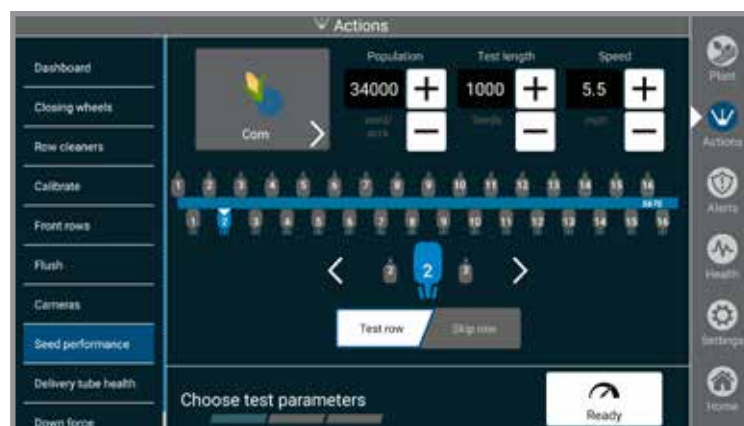 Actions
Dashboard
Closing wheels
Row cleaners
Calibrate
Front rows
Flush
Cameras
Seed performance
Delivery tube health
Down force
Population
Test length
Speed
34000 + 1000 + 5.5 +
− − −
Corn
1 2 3 4 5 6 7 8 9 10 11 12 13 14 15 16
5670
1 2 3 4 5 6 7 8 9 10 11 12 13 14 15 16
2
Test row
Skip row
Choose test parameters
Ready
Plant
Actions
Alerts
Health
Settings
Home